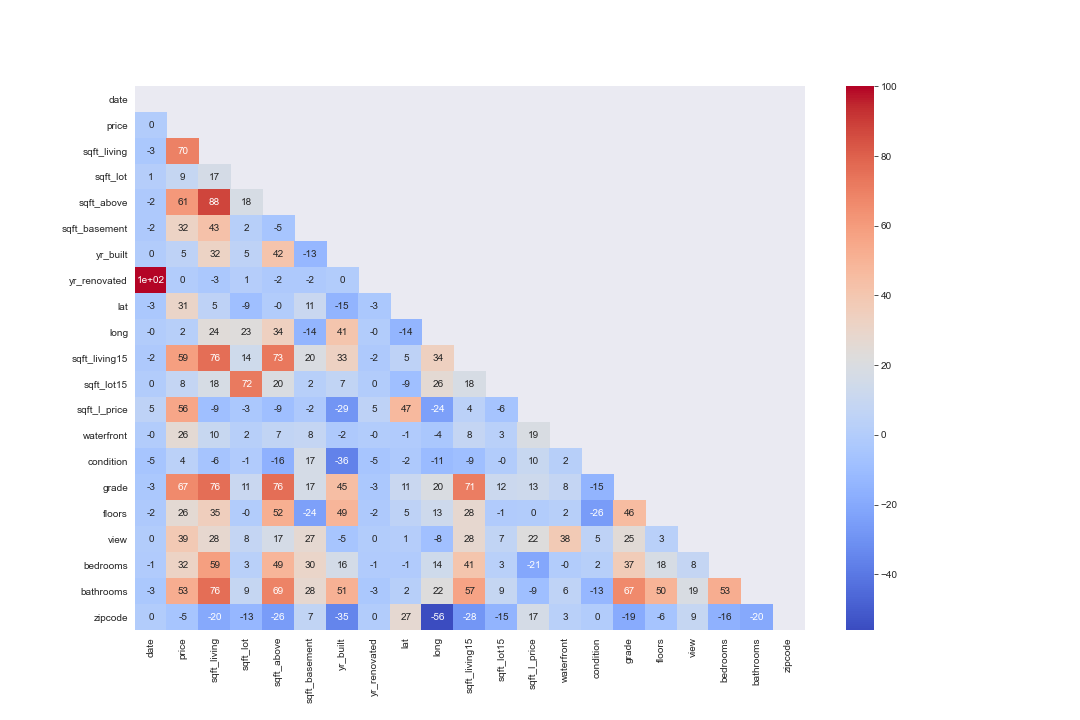 date
price 0
sqft_living -3 70
sqft_lot 1 9 17
sqft_above -2 61 88 18
sqft_basement -2 32 43 2 -5
yr_built 0 5 32 5 42 -13
yr_renovated 1e+02 0 -3 1 -2 -2 0
lat -3 31 5 -9 -0 11 -15 -3
long -0 2 24 23 34 -14 41 -0 -14
sqft_living15 -2 59 76 14 73 20 33 -2 5 34
sqft_lot15 0 8 18 72 20 2 7 0 -9 26 18
sqft_l_price 5 56 -9 -3 -9 -2 -29 5 47 -24 4 -6
waterfront -0 26 10 2 7 8 -2 -0 -1 -4 8 3 19
condition -5 4 -6 -1 -16 17 -36 -5 -2 -11 -9 -0 10 2
grade -3 67 76 11 76 17 45 -3 11 20 71 12 13 8 -15
floors -2 26 35 -0 52 -24 49 -2 5 13 28 -1 0 2 -26 46
view 0 39 28 8 17 27 -5 0 1 -8 28 7 22 38 5 25 3
bedrooms -1 32 59 3 49 30 16 -1 -1 14 41 3 -21 -0 2 37 18 8
bathrooms -3 53 76 9 69 28 51 -3 2 22 57 9 -9 6 -13 67 50 19 53
zipcode 0 -5 -20 -13 -26 7 -35 0 27 -56 -28 -15 17 3 0 -19 -6 9 -16 -20
date price sqft_living sqft_lot sqft_above sqft_basement yr_built yr_renovated lat long sqft_living15 sqft_lot15 sqft_l_price waterfront condition grade floors view bedrooms bathrooms zipcode
100
80
60
40
20
0
-20
-40